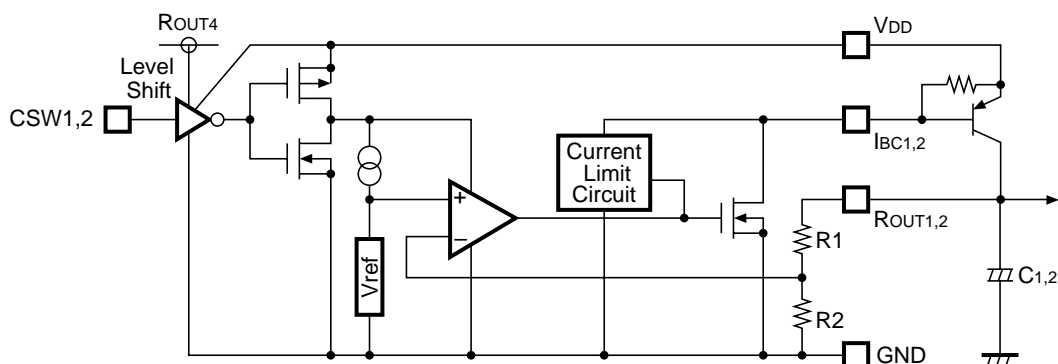 ROUT4
VDD
Level
Shift
CSW1,2
IBC1,2
Current
Limit
Circuit
+
−
ROUT1,2
R1
Vref
C1,2
R2
GND